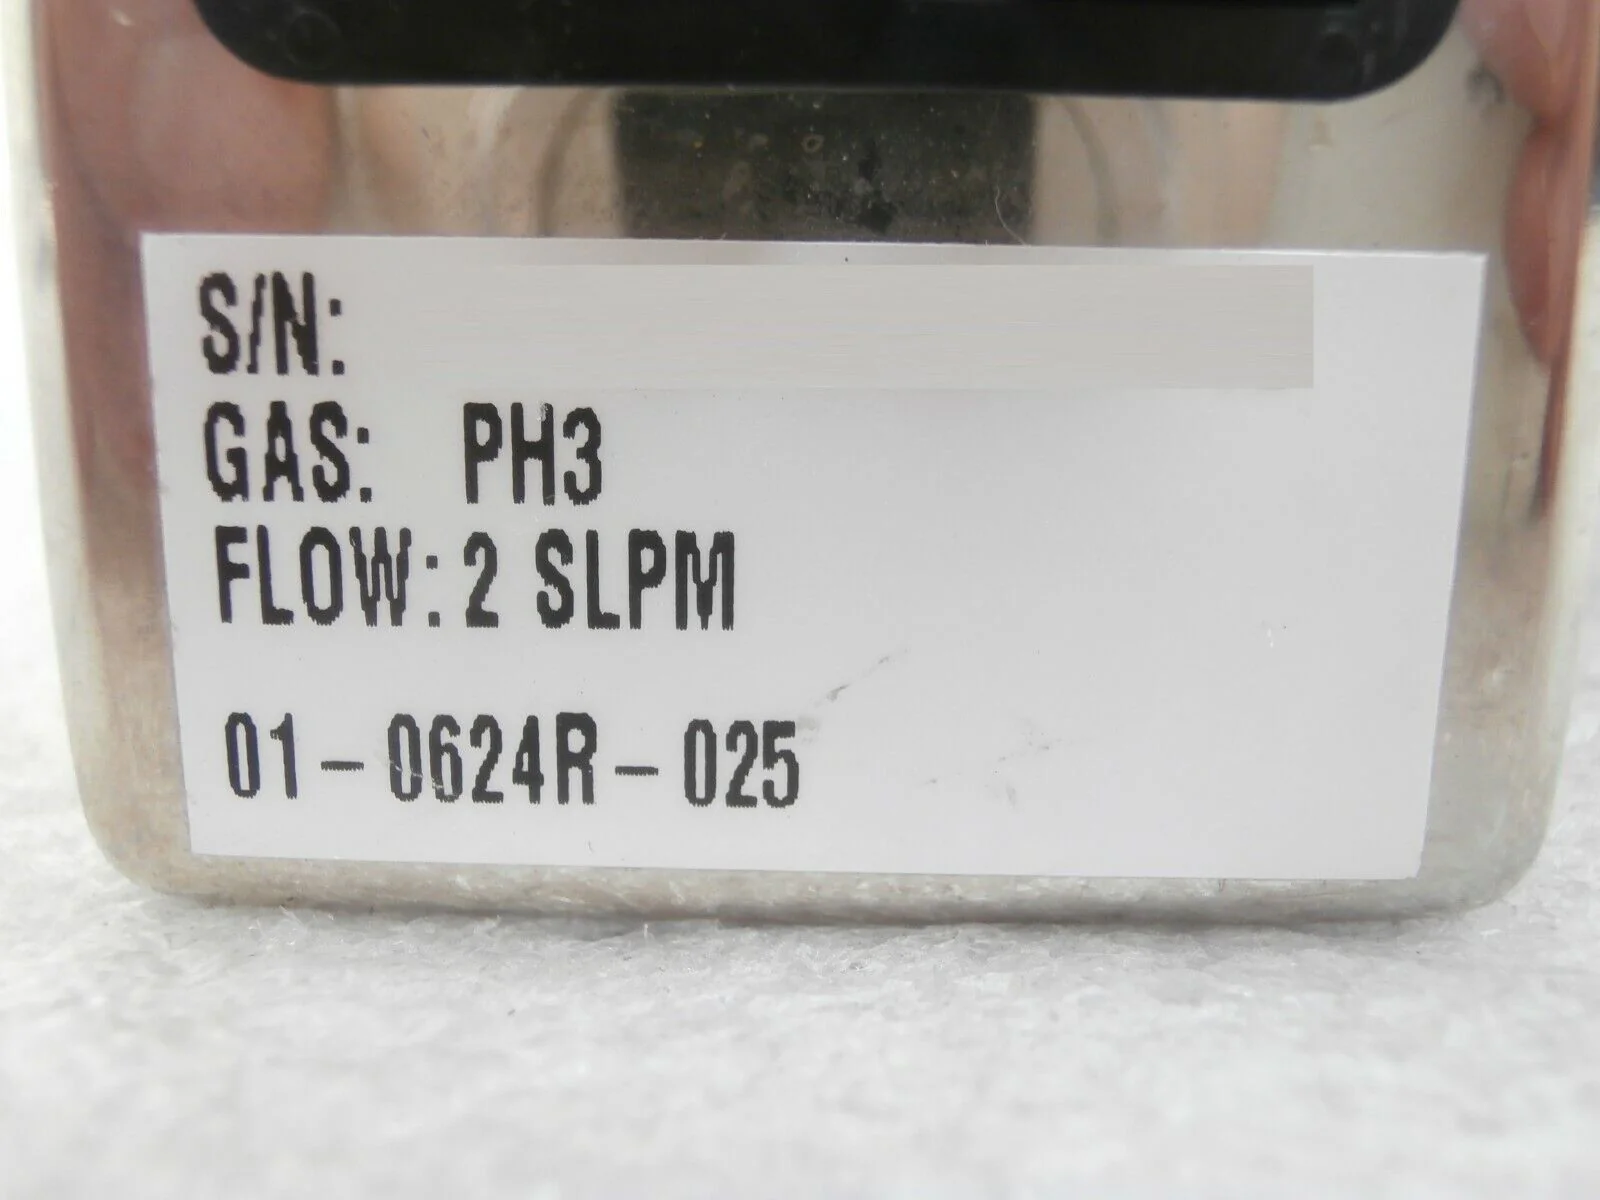 S/N:
GAS: PH3
FLOW: 2 SLPM
01-0624R-025